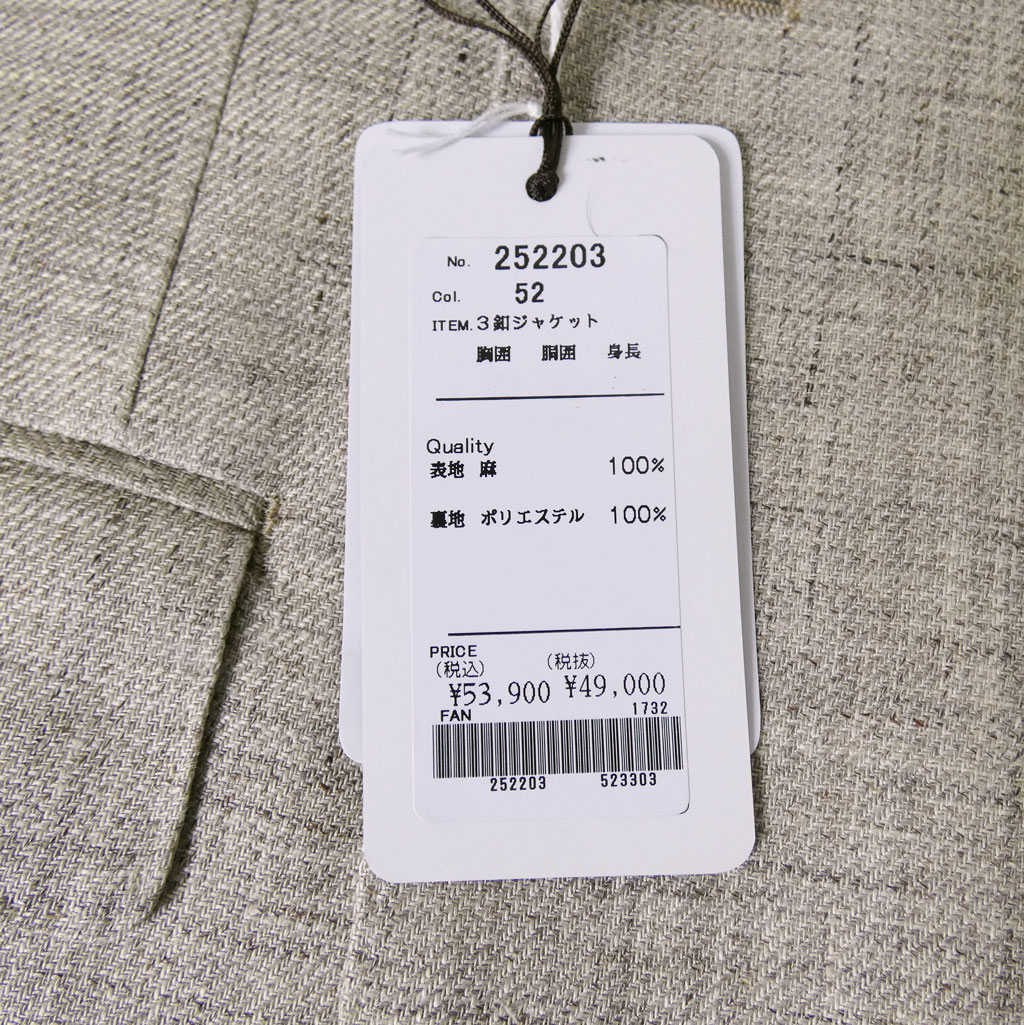 No. 252203
Col. 52
ITEM.3釦ジャケット
胸囲 胴囲 身長
Quality
表地 麻 100%
裏地 ポリエステル 100%
PRICE
(税込) (税抜)
¥53,900 ¥49,000
FAN 1732
252203 523303